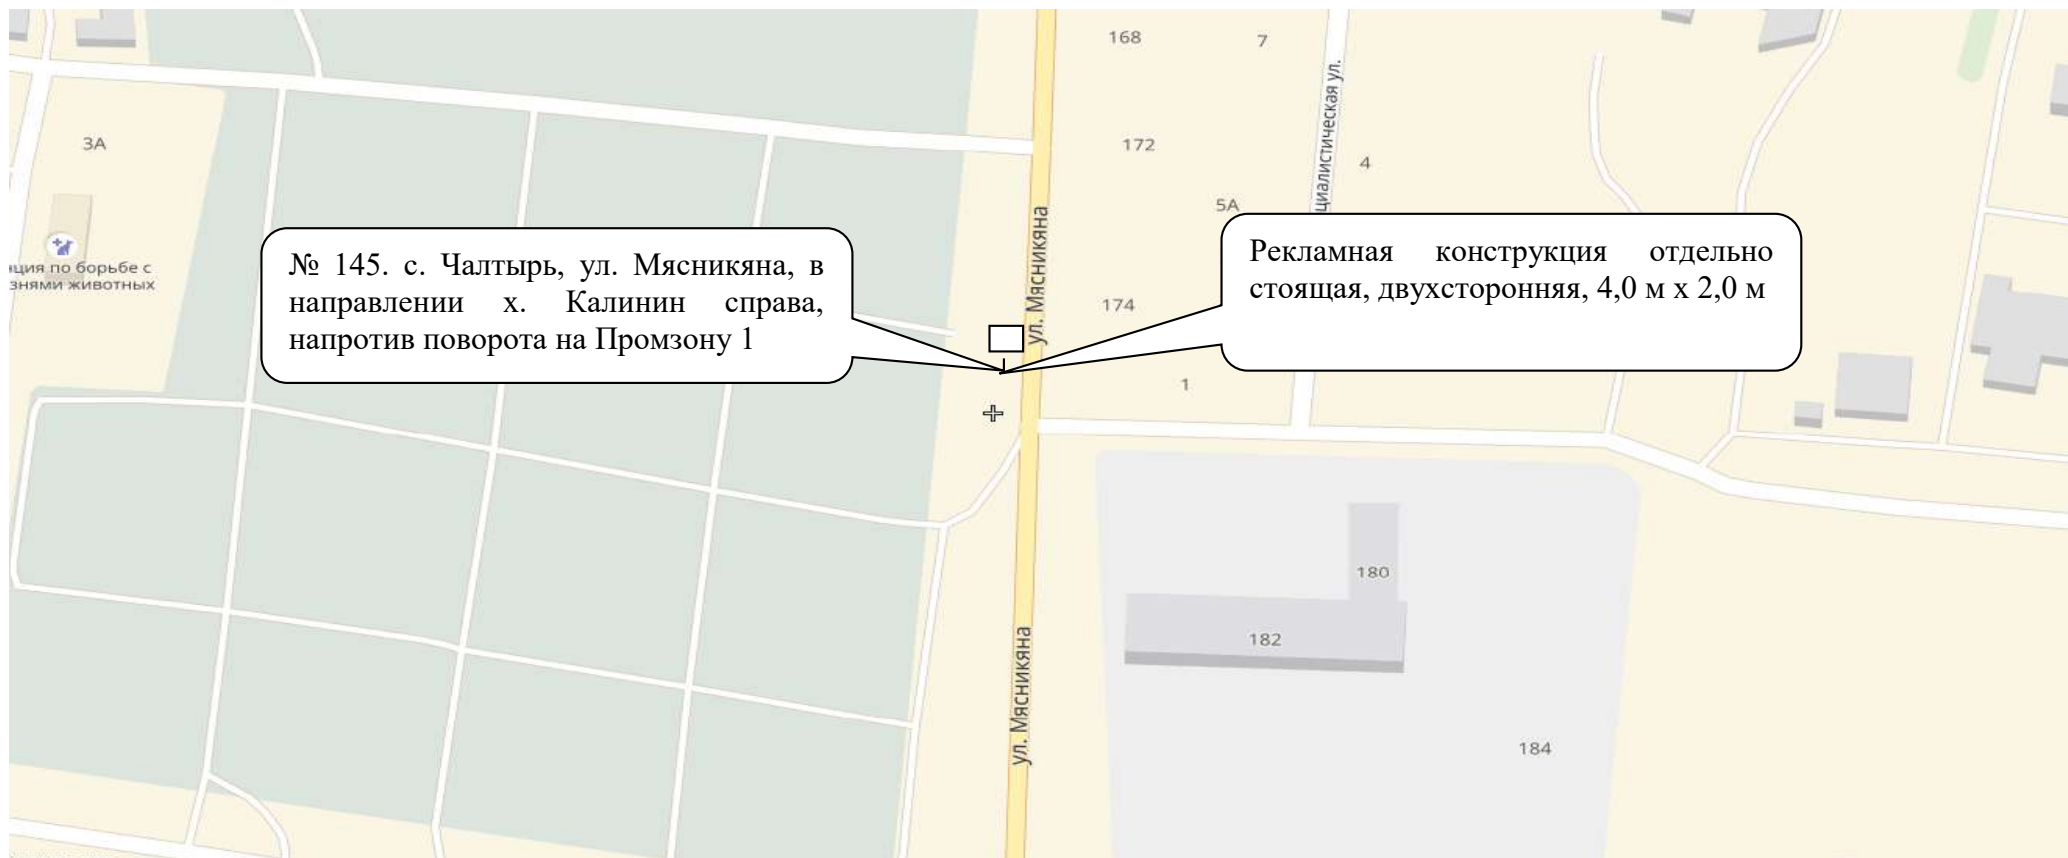 168
7
циалистическая ул.
3А
172
4
5А
ул. Мясникяна
№ 145. с. Чалтырь, ул. Мясникяна, в
направлении х. Калинин справа,
напротив поворота на Промзону 1
Рекламная конструкция отдельно
стоящая, двухсторонняя, 4,0 м х 2,0 м
ция по борьбе с
знями животных
174
1
180
182
ул. Мясникяна
184